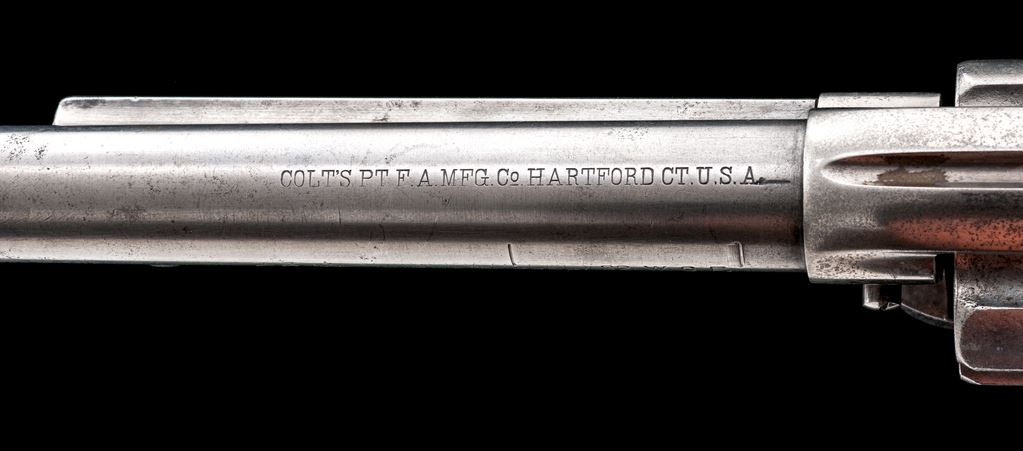 COLT'S PT. F. A. MFG. Co. HARTFORD CT. U.S.A.